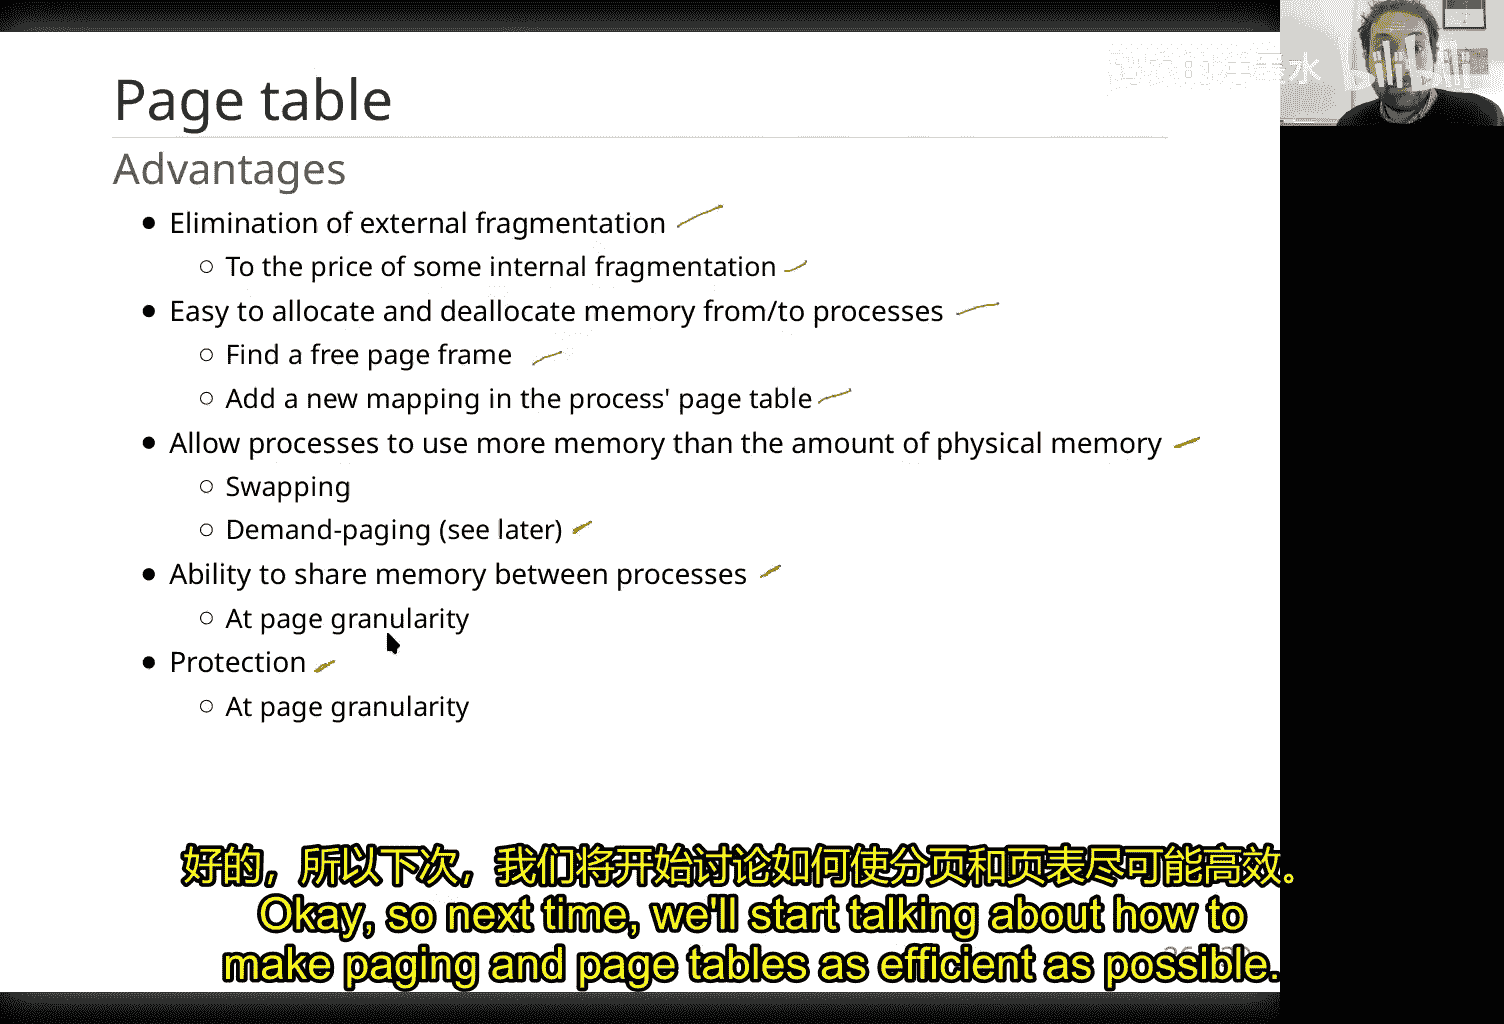 Page table
Advantages
● Elimination of external fragmentation
○ To the price of some internal fragmentation
● Easy to allocate and deallocate memory from/to processes
○ Find a free page frame
○ Add a new mapping in the process' page table
● Allow processes to use more memory than the amount of physical memory
○ Swapping
○ Demand-paging (see later)
● Ability to share memory between processes
○ At page granularity
● Protection
○ At page granularity
bilibili
好的，所以下次，我们将开始讨论如何使分页和页表尽可能高效。
Okay, so next time, we'll start talking about how to
make paging and page tables as efficient as possible.